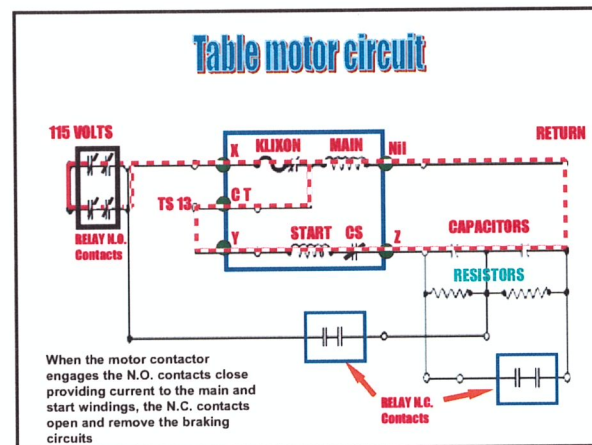 Table motor circuit
115 VOLTS
X
KLIXON
MAIN
Nil
RETURN
TS 13
C T
Y
START
CS
Z
CAPACITORS
RELAY N.O.
Contacts
RESISTORS
When the motor contactor
engages the N.O. contacts close
providing current to the main and
start windings, the N.C. contacts
open and remove the braking
circuits
RELAY N.C.
Contacts